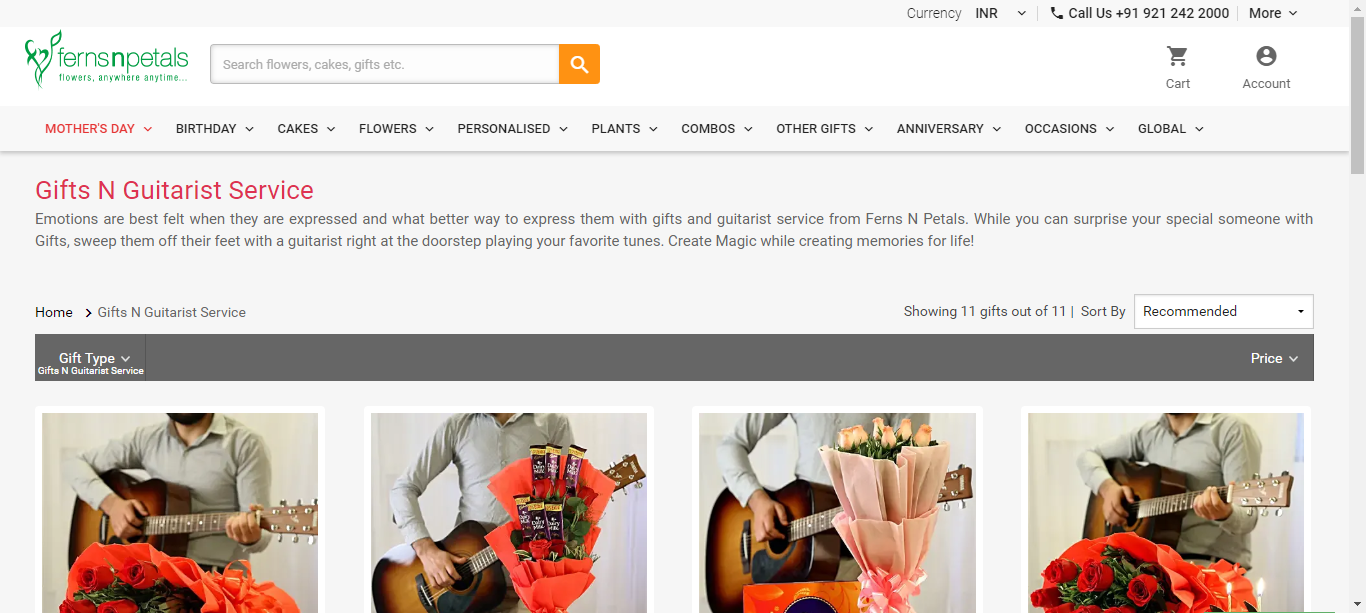 Currency INR Call Us +91 921 242 2000 More
fernsnpetals
flowers, anywhere anytime...
Search flowers, cakes, gifts etc.
Cart Account
MOTHER'S DAY BIRTHDAY CAKES FLOWERS PERSONALISED PLANTS COMBOS OTHER GIFTS ANNIVERSARY OCCASIONS GLOBAL
Gifts N Guitarist Service
Emotions are best felt when they are expressed and what better way to express them with gifts and guitarist service from Ferns N Petals. While you can surprise your special someone with
Gifts, sweep them off their feet with a guitarist right at the doorstep playing your favorite tunes. Create Magic while creating memories for life!
Home Gifts N Guitarist Service Showing 11 gifts out of 11 | Sort By Recommended
Gift Type Price
Gifts N Guitarist Service
Dairy Milk
Dairy Milk